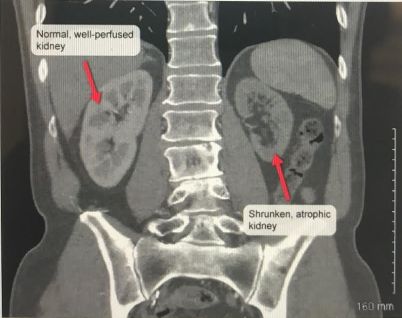 Normal, well-perfused
kidney
Shrunken, atrophic
kidney
160 mm